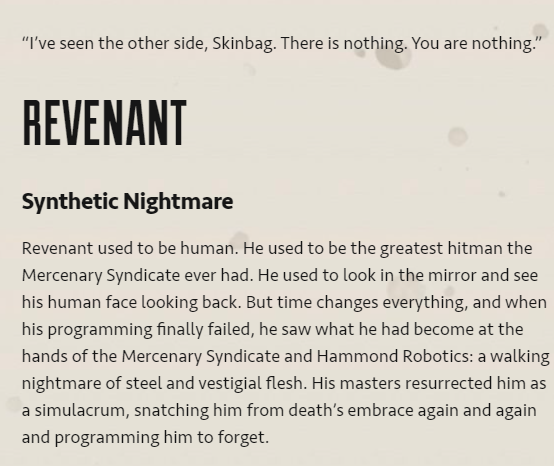 “I’ve seen the other side, Skinbag. There is nothing. You are nothing.”
REVENANT
Synthetic Nightmare
Revenant used to be human. He used to be the greatest hitman the
Mercenary Syndicate ever had. He used to look in the mirror and see
his human face looking back. But time changes everything, and when
his programming finally failed, he saw what he had become at the
hands of the Mercenary Syndicate and Hammond Robotics: a walking
nightmare of steel and vestigial flesh. His masters resurrected him as
a simulacrum, snatching him from death’s embrace again and again
and programming him to forget.